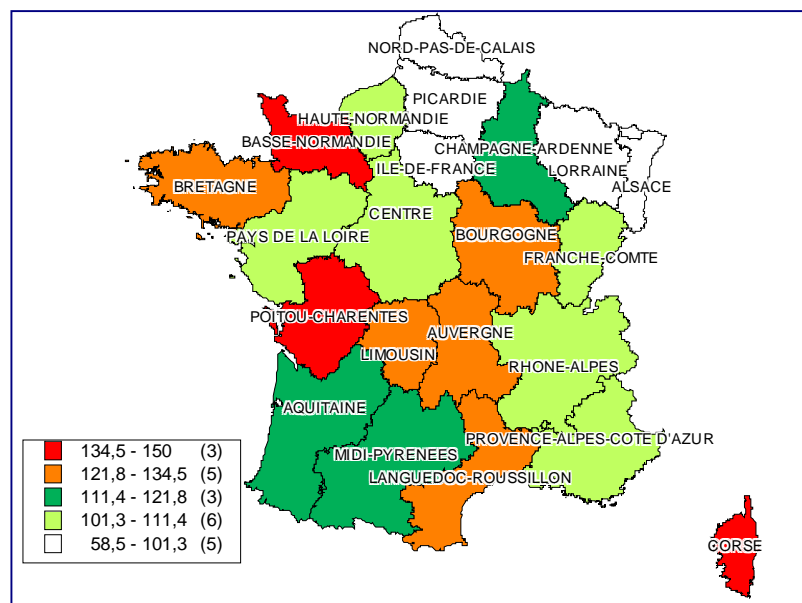 NORD-PAS-DE-CALAIS
PICARDIE
HAUTE-NORMANDIE
BASSE-NORMANDIE
CHAMPAGNE-ARDENNE
ILE-DE-FRANCE
LORRAINE
ALSACE
BRETAGNE
CENTRE
PAYS DE LA LOIRE
BOURGOGNE
FRANCHE-COMTE
POITOU-CHARENTES
AUVERGNE
LIMOUSIN
RHONE-ALPES
AQUITAINE
PROVENCE-ALPES-COTE D'AZUR
MIDI-PYRENEES
LANGUEDOC-ROUSSILLON
CORSE
134,5 - 150 (3)
121,8 - 134,5 (5)
111,4 - 121,8 (3)
101,3 - 111,4 (6)
58,5 - 101,3 (5)